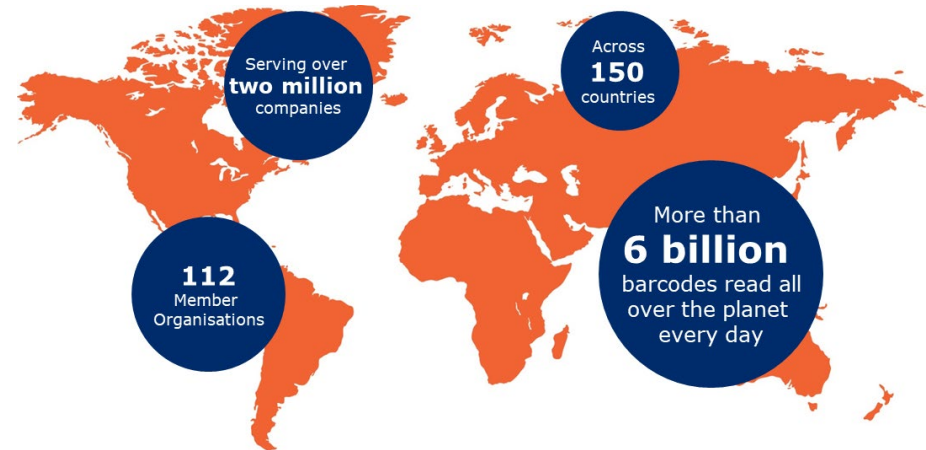 Serving over
two million
companies
Across
150
countries
112
Member
Organisations
More than
6 billion
barcodes read all
over the planet
every day